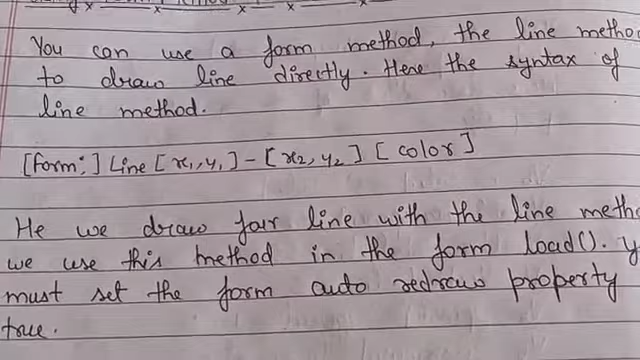 You can use a form method, the line metho
to draw line directly. Here the syntax of
line method.
[form:] Line [x1,y1] - [x2, y2] [color]
He we draw four line with the line metho
we use this method in the form load(). y
must set the form auto redraw property
true.